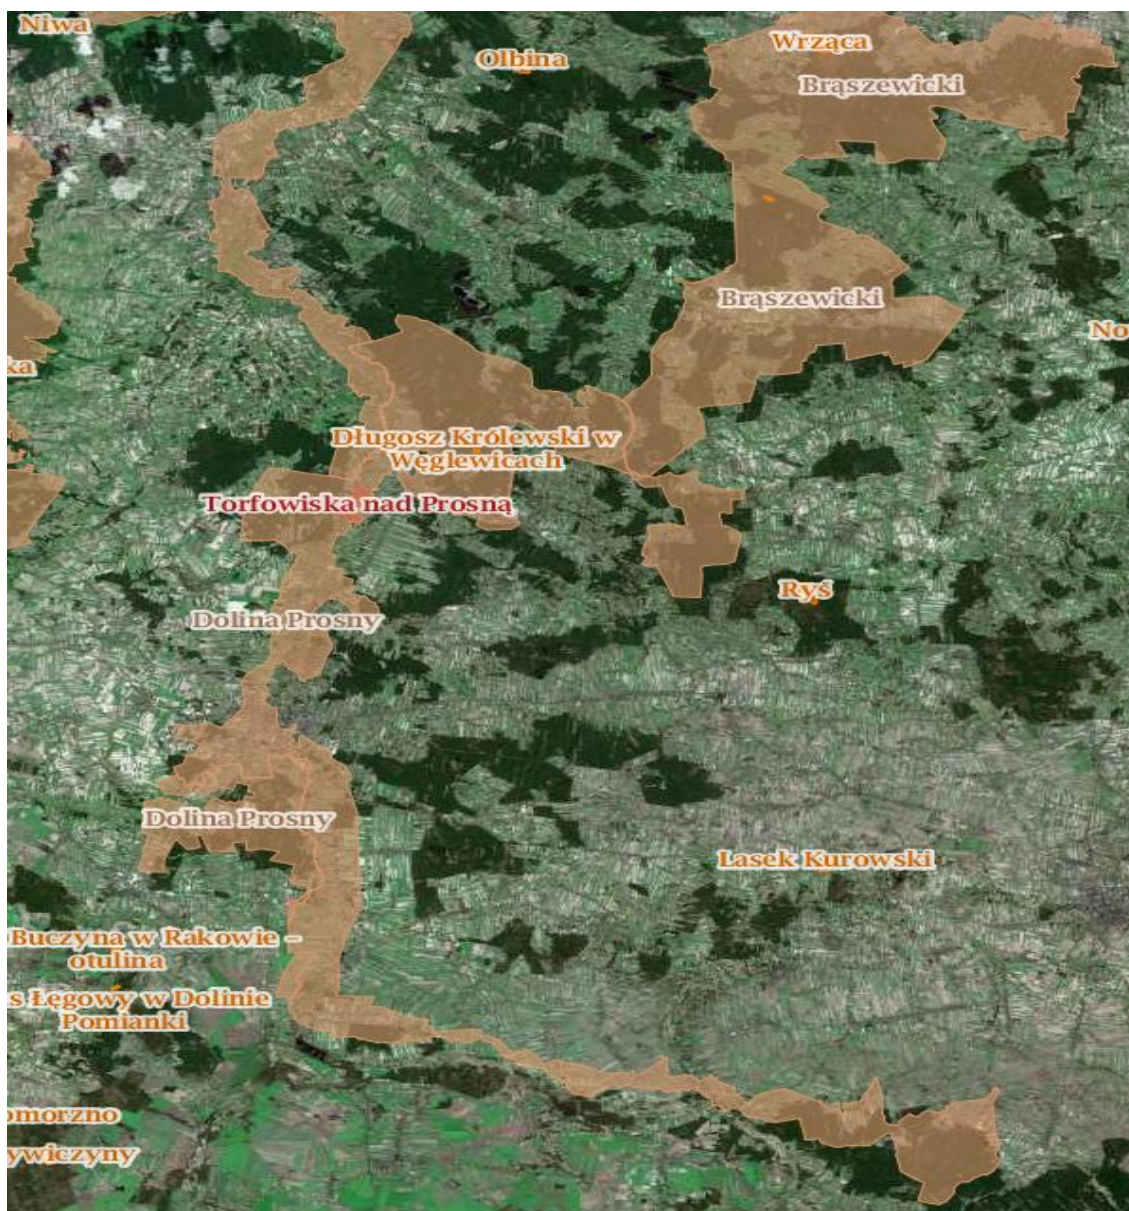 Niwa
Olbina
Wrząca
Brąszewicki
Brąszewicki
No
ka
Długosz Królewski w
Węglewicach
Torfowiska nad Prosną
Ryś
Dolina Prosny
Dolina Prosny
Lasek Kurowski
Buczyna w Rakowie –
otulina
s Łęgowy w Dolinie
Pomianki
omorzno
ywiczyny